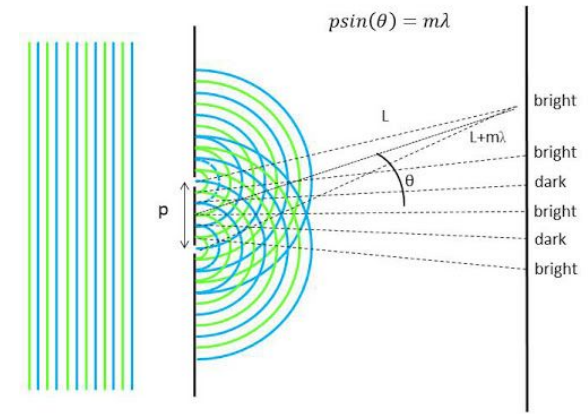 psin(θ) = mλ
bright
L
L+mλ
bright
θ
dark
p
bright
dark
bright